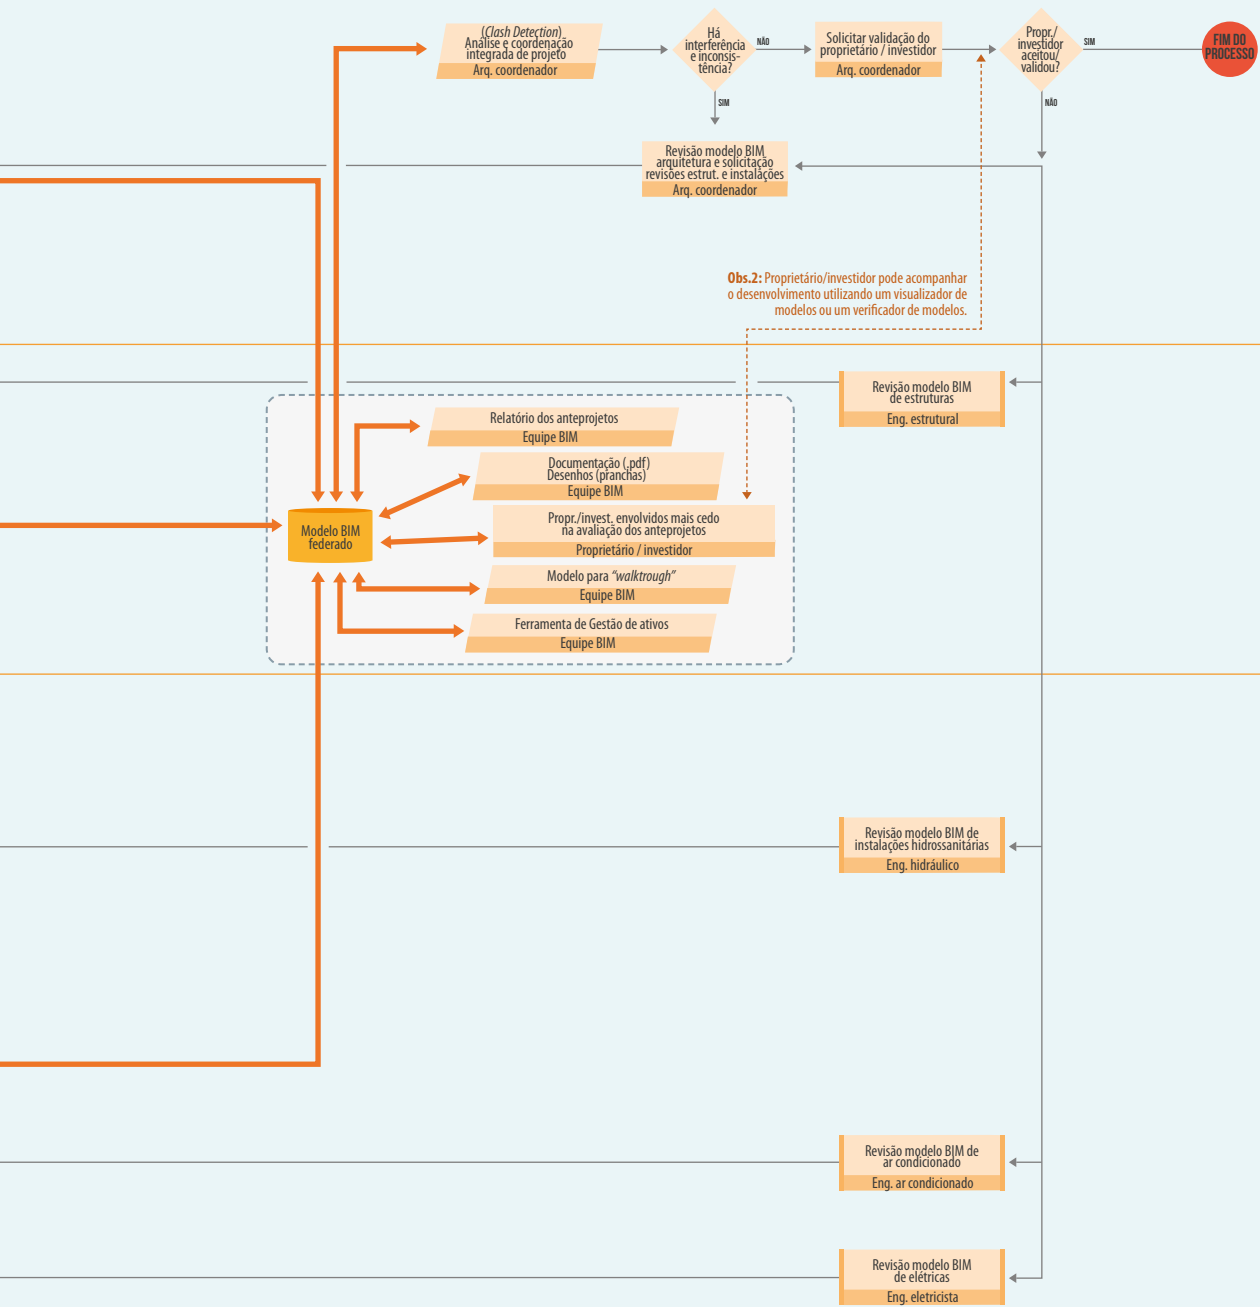 (Clash Detection)
Análise e coordenação
integrada de projeto
Arq. coordenador
Há
interferência
e inconsis-
tência?
NÃO
SIM
Solicitar validação do
proprietário / investidor
Arq. coordenador
Propr./
investidor
aceitou/
validou?
SIM
NÃO
FIM DO
PROCESSO
Revisão modelo BIM
arquitetura e solicitação
revisões estrut. e instalações
Arq. coordenador
Obs.2: Proprietário/investidor pode acompanhar
o desenvolvimento utilizando um visualizador de
modelos ou um verificador de modelos.
Revisão modelo BIM
de estruturas
Eng. estrutural
Relatório dos anteprojetos
Equipe BIM
Documentação (.pdf)
Desenhos (pranchas)
Equipe BIM
Modelo BIM
federado
Propr./invest. envolvidos mais cedo
na avaliação dos anteprojetos
Proprietário / investidor
Modelo para “walktrough”
Equipe BIM
Ferramenta de Gestão de ativos
Equipe BIM
Revisão modelo BIM de
instalações hidrossanitárias
Eng. hidráulico
Revisão modelo BIM de
ar condicionado
Eng. ar condicionado
Revisão modelo BIM
de elétricas
Eng. eletricista